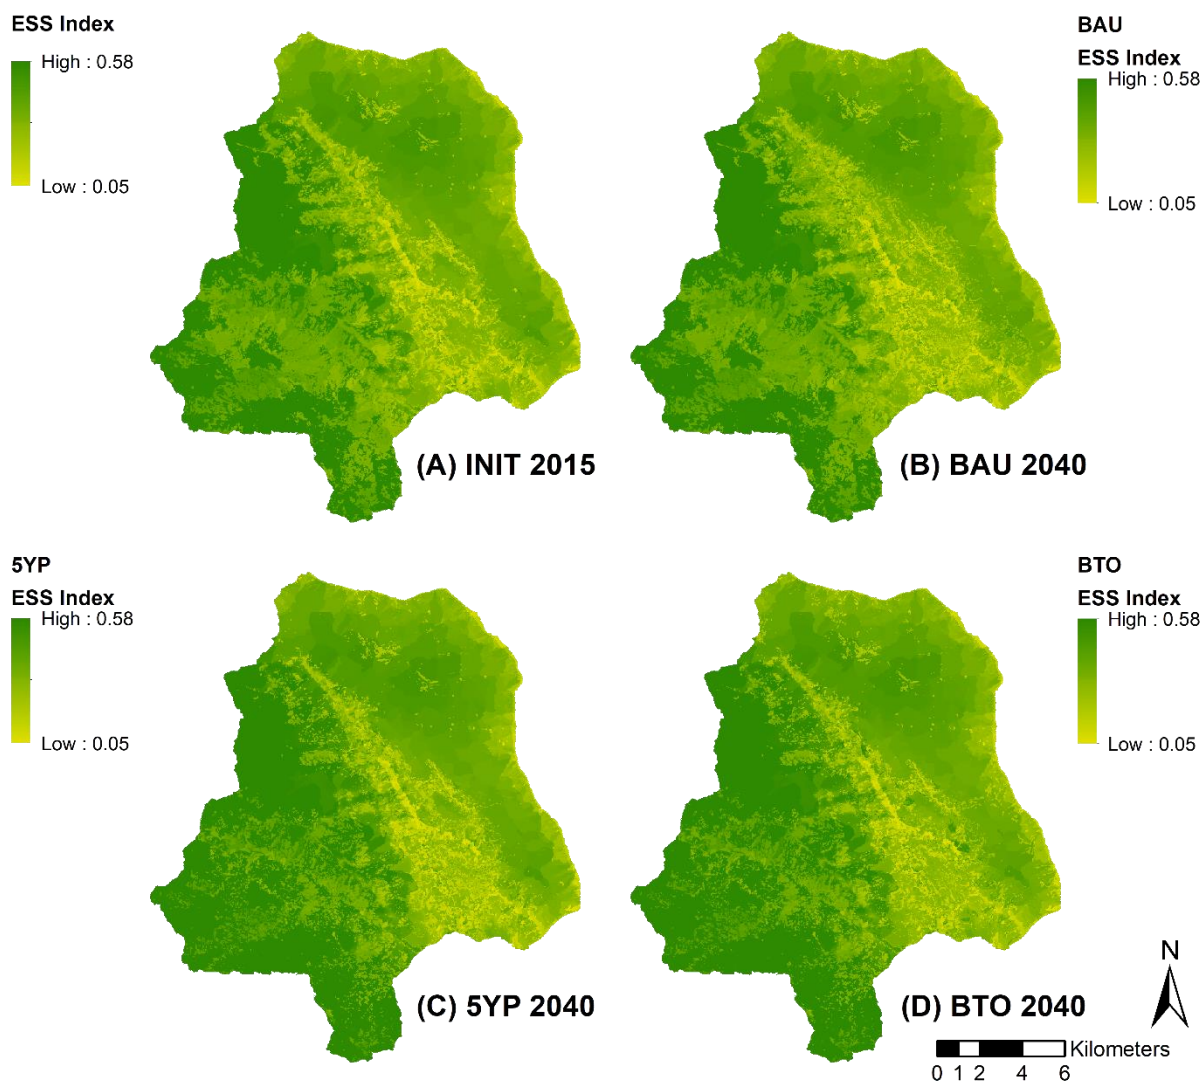 ESS Index
High : 0.58
Low : 0.05
(A) INIT 2015
BAU
ESS Index
High : 0.58
Low : 0.05
(B) BAU 2040
5YP
ESS Index
High : 0.58
Low : 0.05
(C) 5YP 2040
BTO
ESS Index
High : 0.58
Low : 0.05
(D) BTO 2040
N
Kilometers
0 1 2 4 6